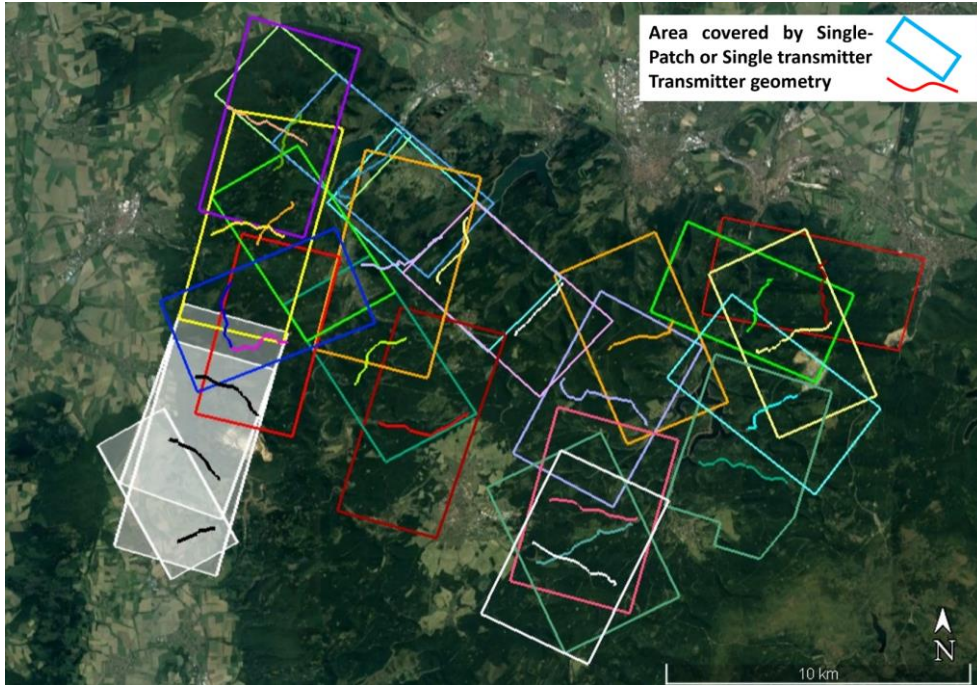 Area covered by Single-
Patch or Single transmitter
Transmitter geometry
N
10 km